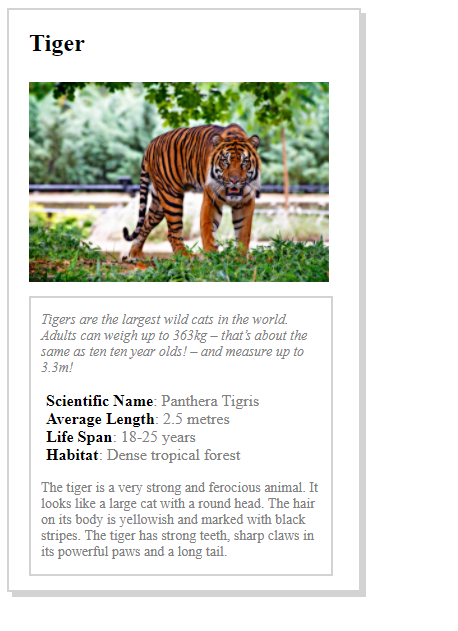 Tiger
Tigers are the largest wild cats in the world.
Adults can weigh up to 363kg – that's about the
same as ten ten year olds! – and measure up to
3.3m!
Scientific Name: Panthera Tigris
Average Length: 2.5 metres
Life Span: 18-25 years
Habitat: Dense tropical forest
The tiger is a very strong and ferocious animal. It
looks like a large cat with a round head. The hair
on its body is yellowish and marked with black
stripes. The tiger has strong teeth, sharp claws in
its powerful paws and a long tail.